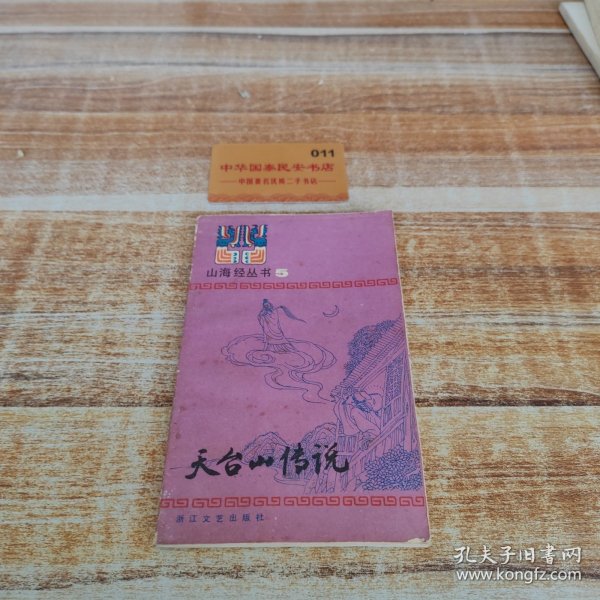 011
中华国泰民安书店
中国著名民族二手书店
山海经丛书5
天台山传说
浙江文艺出版社
孔夫子旧书网
www.kongfz.com